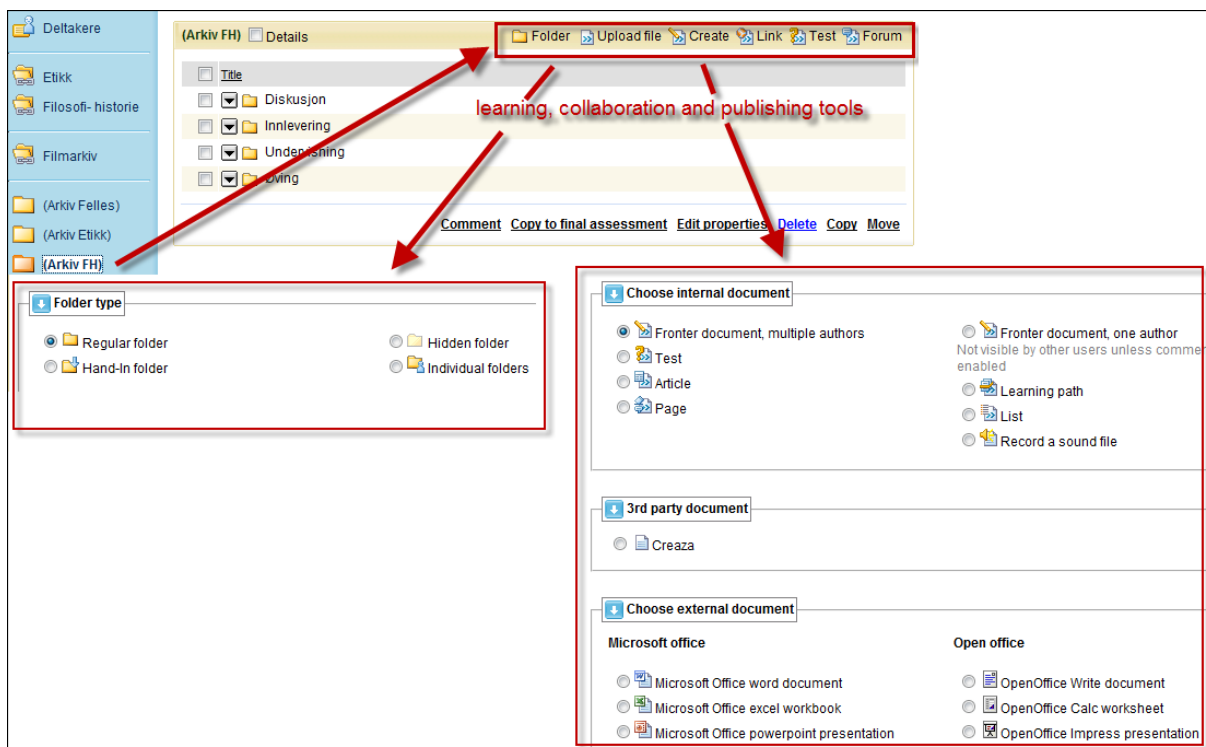 Deltakere
Etikk
Filosofi- historie
Filmarkiv
(Arkiv Felles)
(Arkiv Etikk)
(Arkiv FH)
(Arkiv FH) Details Folder Upload file Create Link Test Forum
Title
Diskusjon
Innlevering
Undervisning
Øving
learning, collaboration and publishing tools
Comment Copy to final assessment Edit properties Delete Copy Move
Folder type
Regular folder Hidden folder
Hand-In folder Individual folders
Choose internal document
Fronter document, multiple authors
Test
Article
Page
Fronter document, one author
Not visible by other users unless comme
enabled
Learning path
List
Record a sound file
3rd party document
Creaza
Choose external document
Microsoft office
Microsoft Office word document
Microsoft Office excel workbook
Microsoft Office powerpoint presentation
Open office
OpenOffice Write document
OpenOffice Calc worksheet
OpenOffice Impress presentation